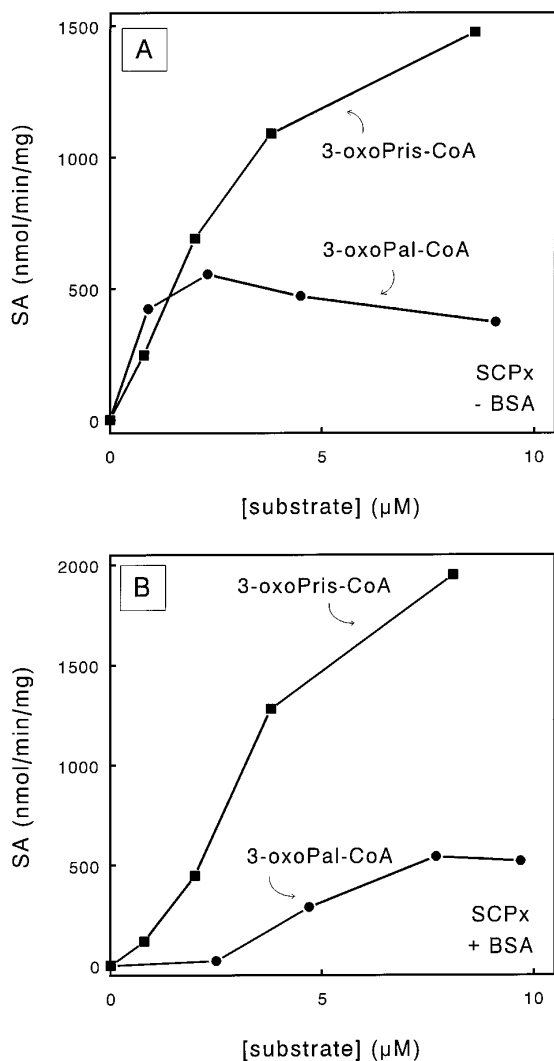 A
SA (nmol/min/mg)
1500
1000
500
0
3-oxoPris-CoA
3-oxoPal-CoA
SCPx
- BSA
0
5
10
[substrate] (μM)
B
SA (nmol/min/mg)
2000
1500
1000
500
0
3-oxoPris-CoA
3-oxoPal-CoA
SCPx
+ BSA
0
5
10
[substrate] (μM)